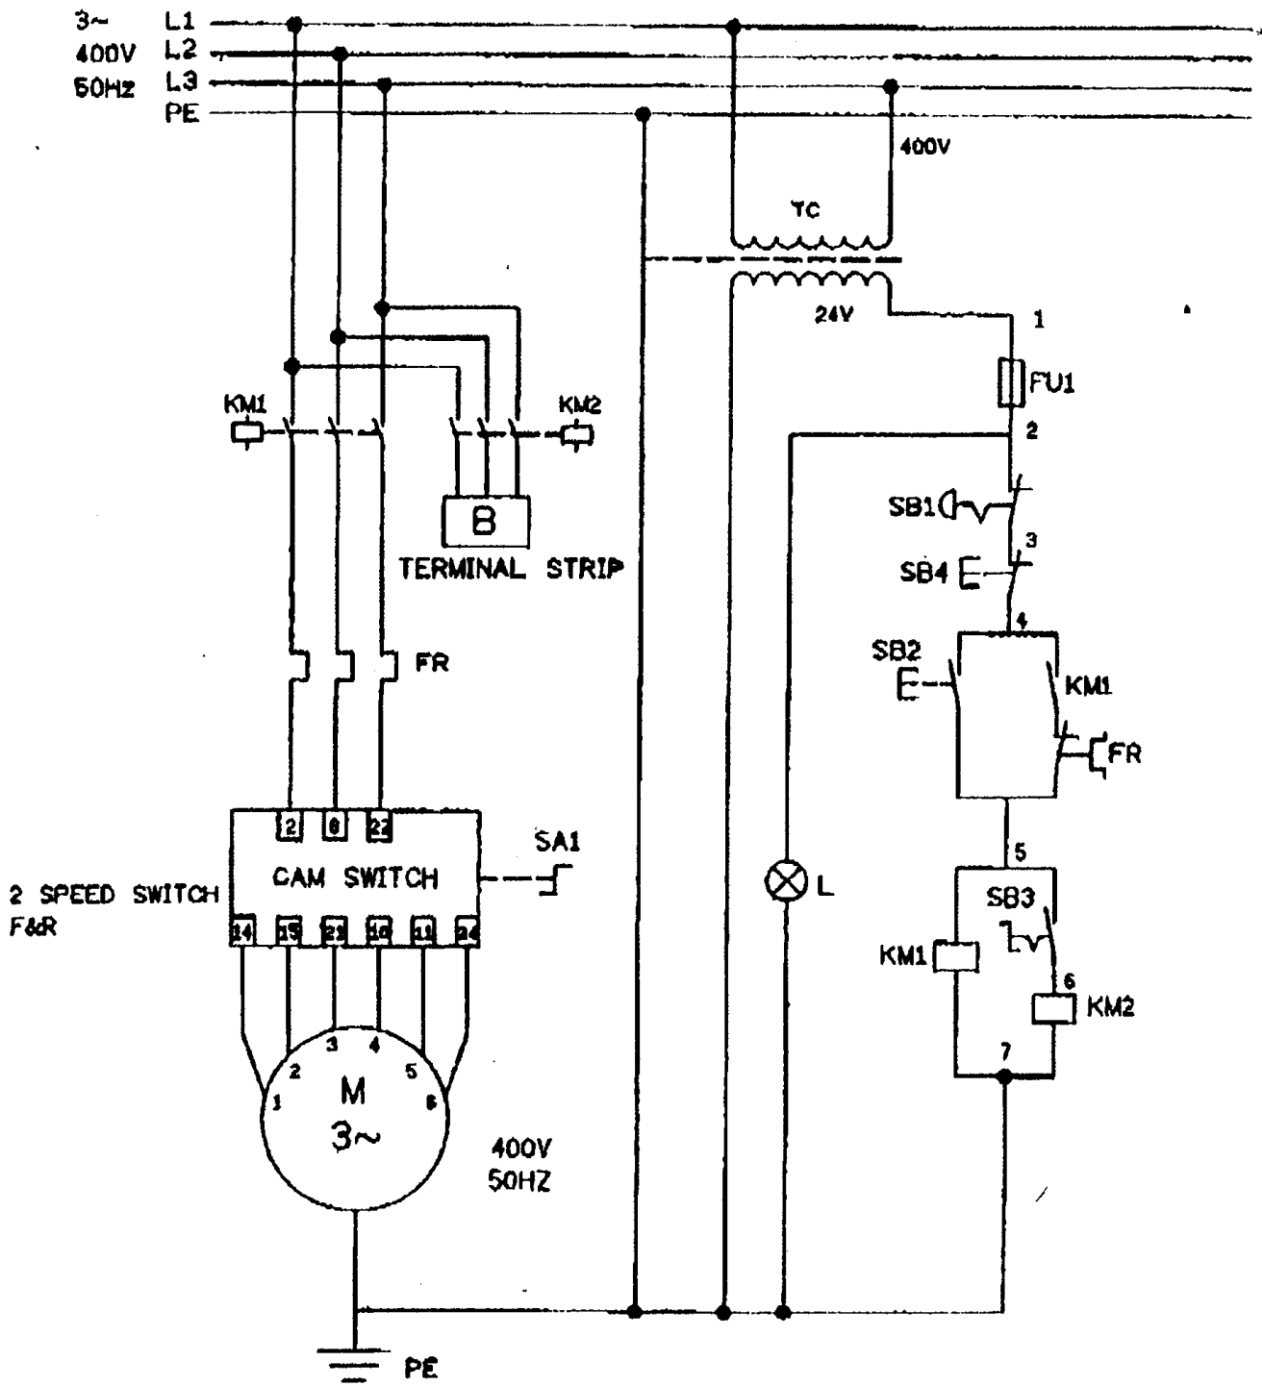 3~ L1
400V L2
50Hz L3
PE
400V
TC
24V
1
FU1
KM1
KM2
2
B
SB1
3
TERMINAL STRIP
SB4
4
FR
SB2
KM1
FR
2 8 22
SA1
5
CAM SWITCH
L
SB3
2 SPEED SWITCH
F&R
14 15 21 10 11 24
KM1
6
KM2
3 4
2 5
1 6
7
M
3~
400V
50HZ
PE